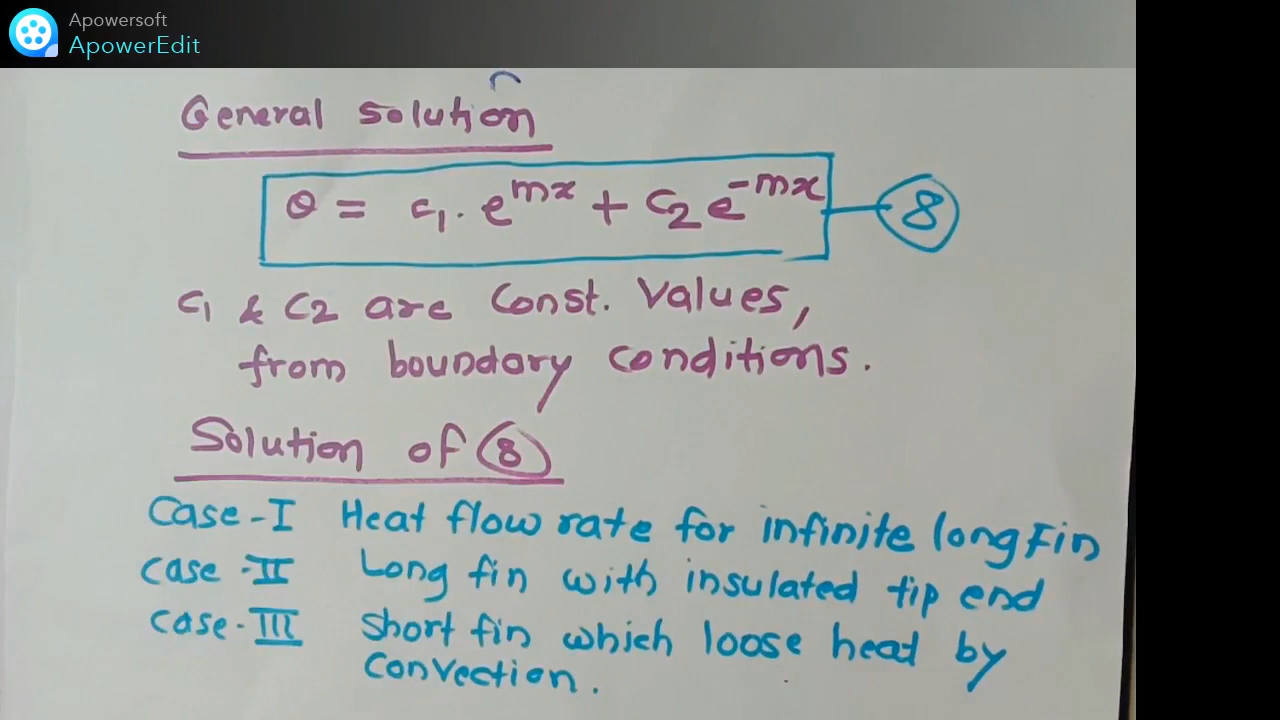 Apowersoft
ApowerEdit
General solution
θ = c₁. e^mx + C₂ e^-mx — 8
C₁ & C2 are Const. Values,
from boundary conditions.
Solution of 8
Case-I Heat flow rate for infinite long Fin
Case-II Long fin with insulated tip end
Case-III Short fin which loose heat by
Convection.